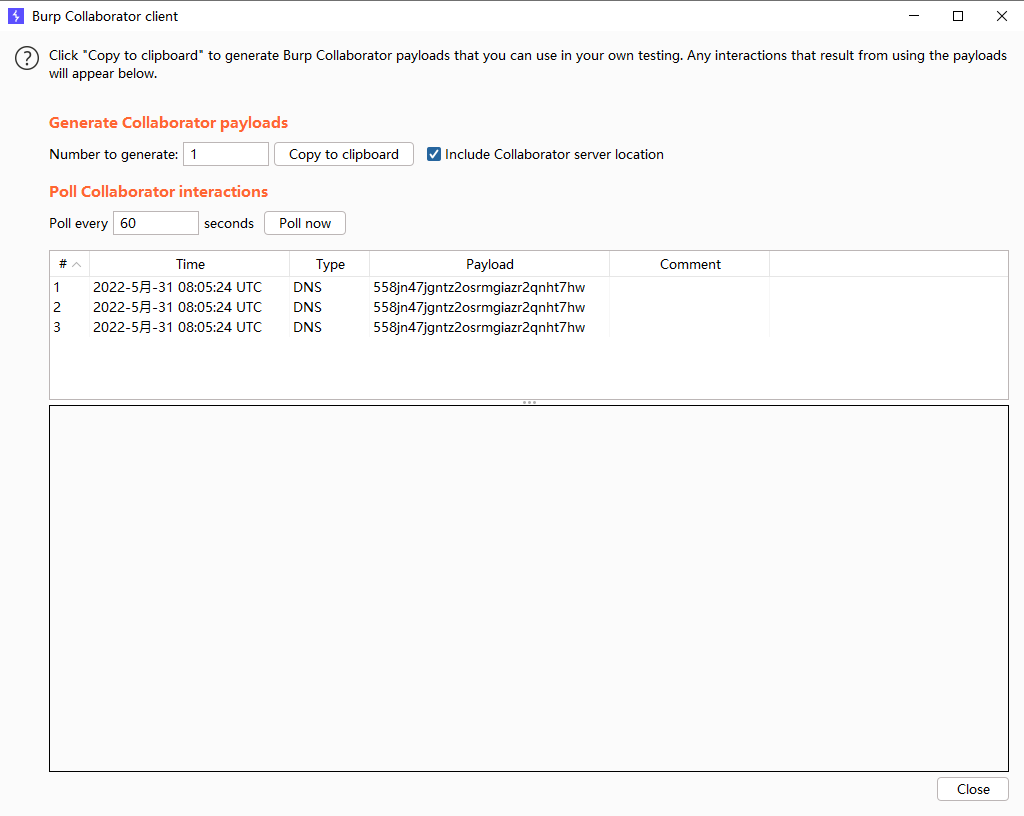 Burp Collaborator client
Click "Copy to clipboard" to generate Burp Collaborator payloads that you can use in your own testing. Any interactions that result from using the payloads
will appear below.
Generate Collaborator payloads
Number to generate: 1 Copy to clipboard Include Collaborator server location
Poll Collaborator interactions
Poll every 60 seconds Poll now
# Time Type Payload Comment
1 2022-5月-31 08:05:24 UTC DNS 558jn47jgntz2osrmgiazr2qnht7hw
2 2022-5月-31 08:05:24 UTC DNS 558jn47jgntz2osrmgiazr2qnht7hw
3 2022-5月-31 08:05:24 UTC DNS 558jn47jgntz2osrmgiazr2qnht7hw
Close